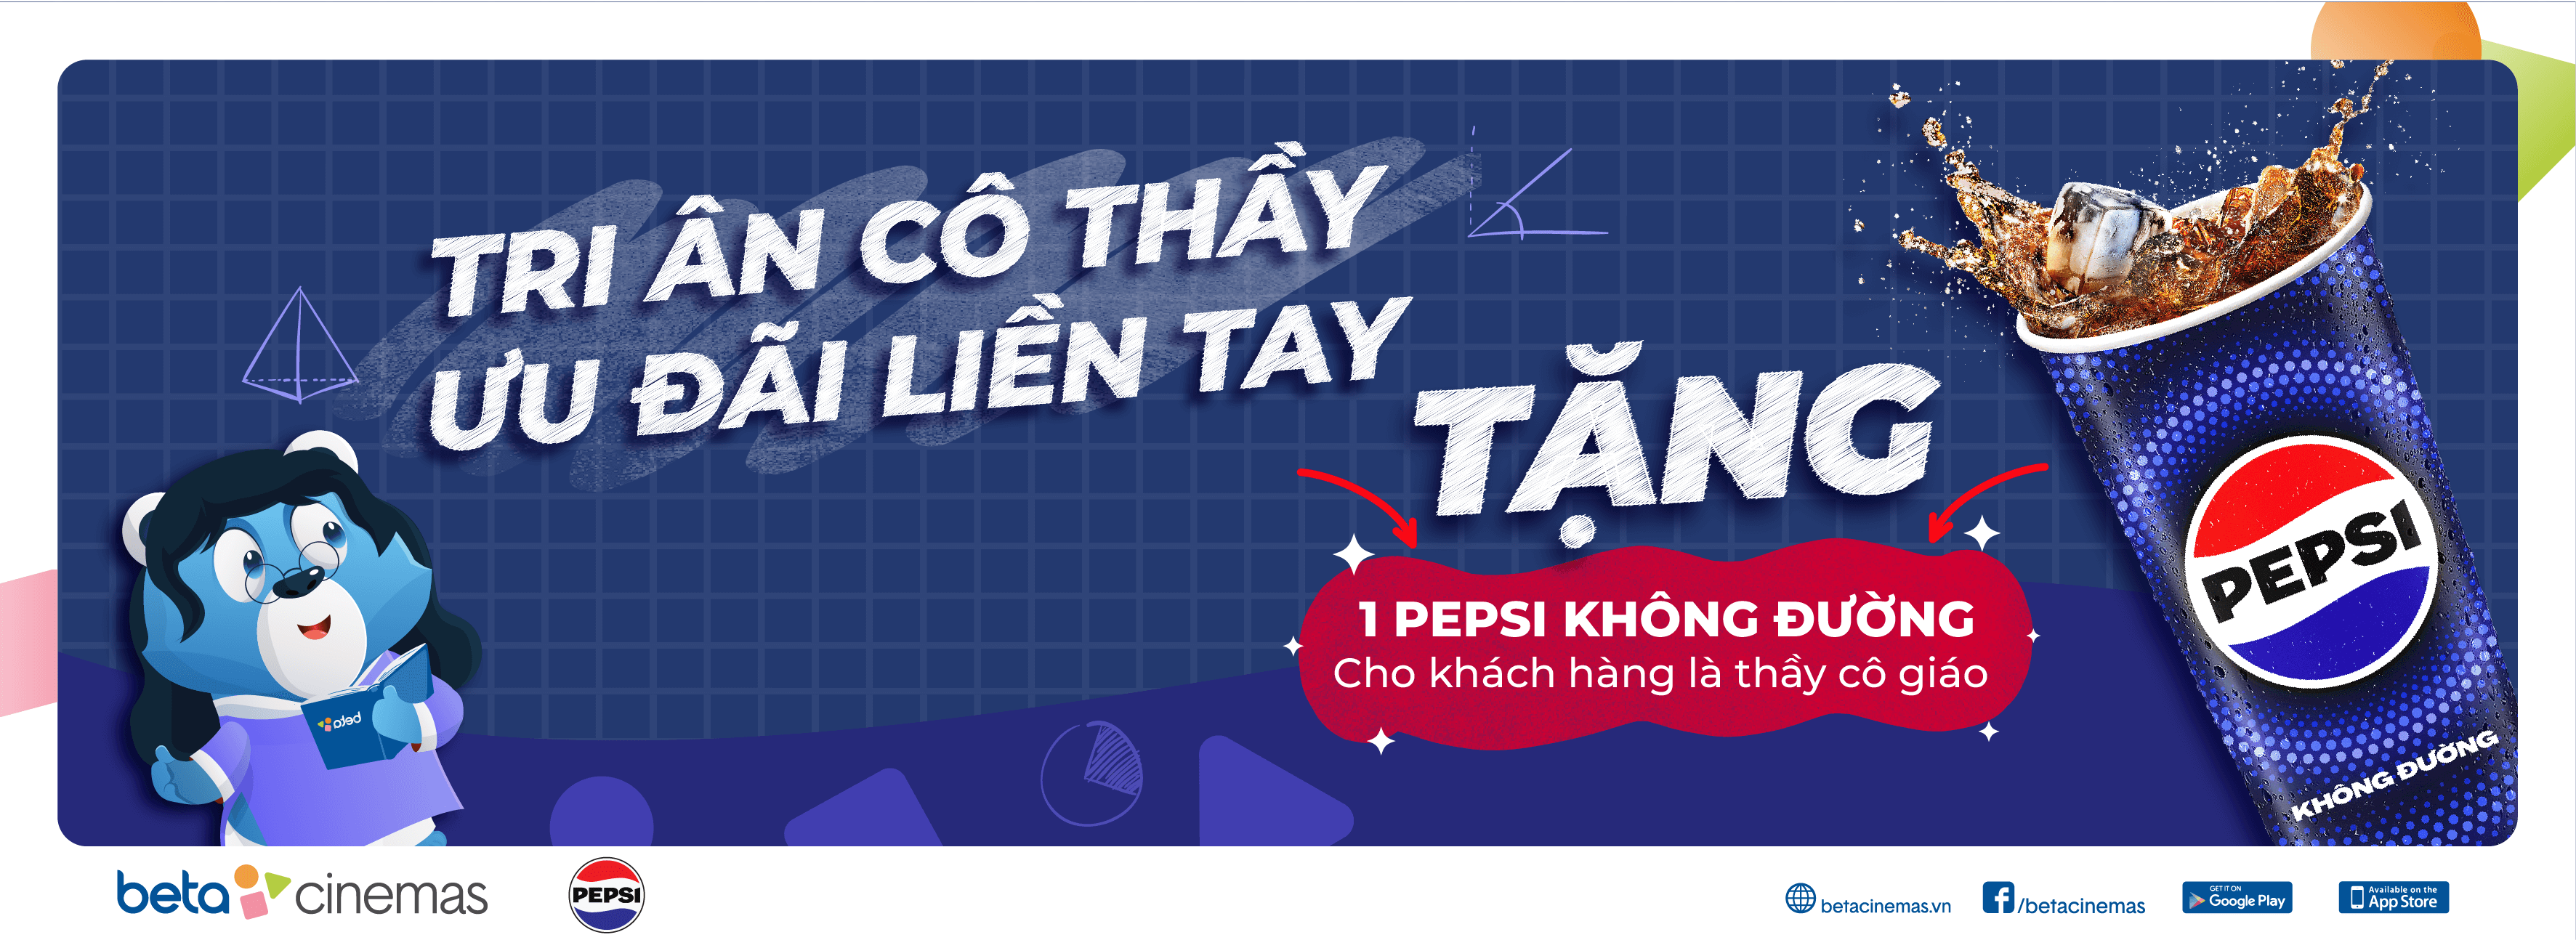 TRI ÂN CÔ THẦY
ƯU ĐÃI LIỀN TAY
TẶNG
1 PEPSI KHÔNG ĐƯỜNG
Cho khách hàng là thầy cô giáo
PEPSI
KHÔNG ĐƯỜNG
beta
beta cinemas
PEPSI
betacinemas.vn
/betacinemas
GET IT ON
Google Play
Available on the
App Store